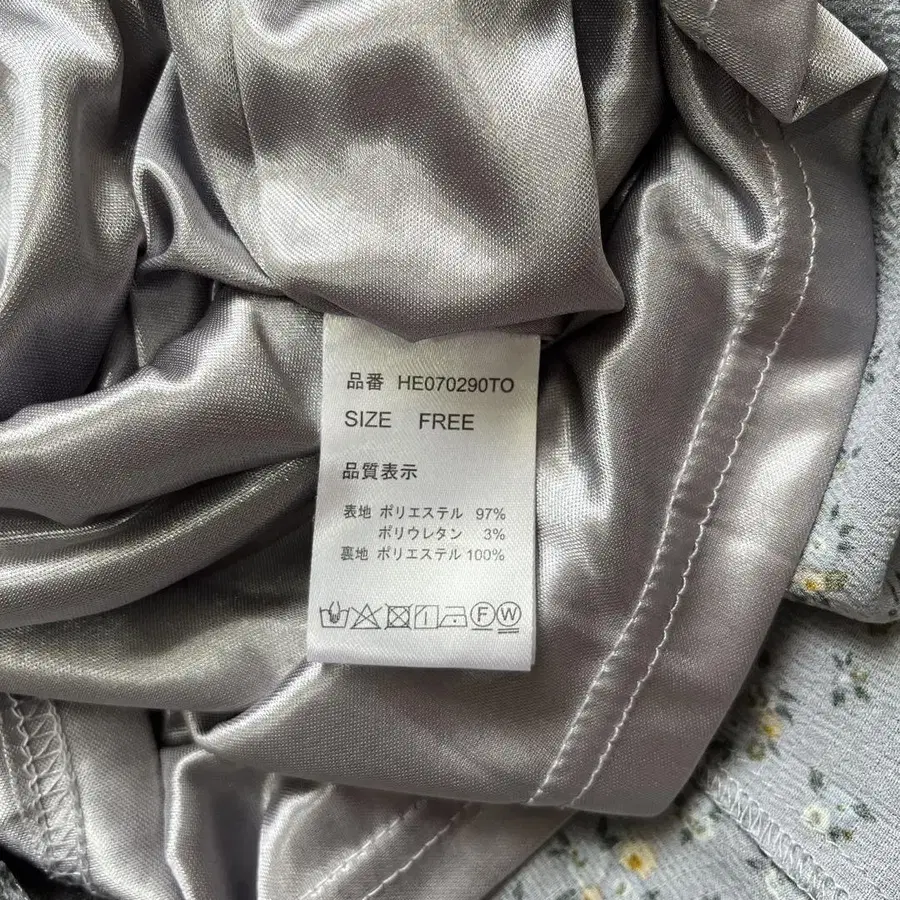 品番 HE070290TO
SIZE FREE
品質表示
表地 ポリエステル 97%
ポリウレタン 3%
裏地 ポリエステル 100%
F W